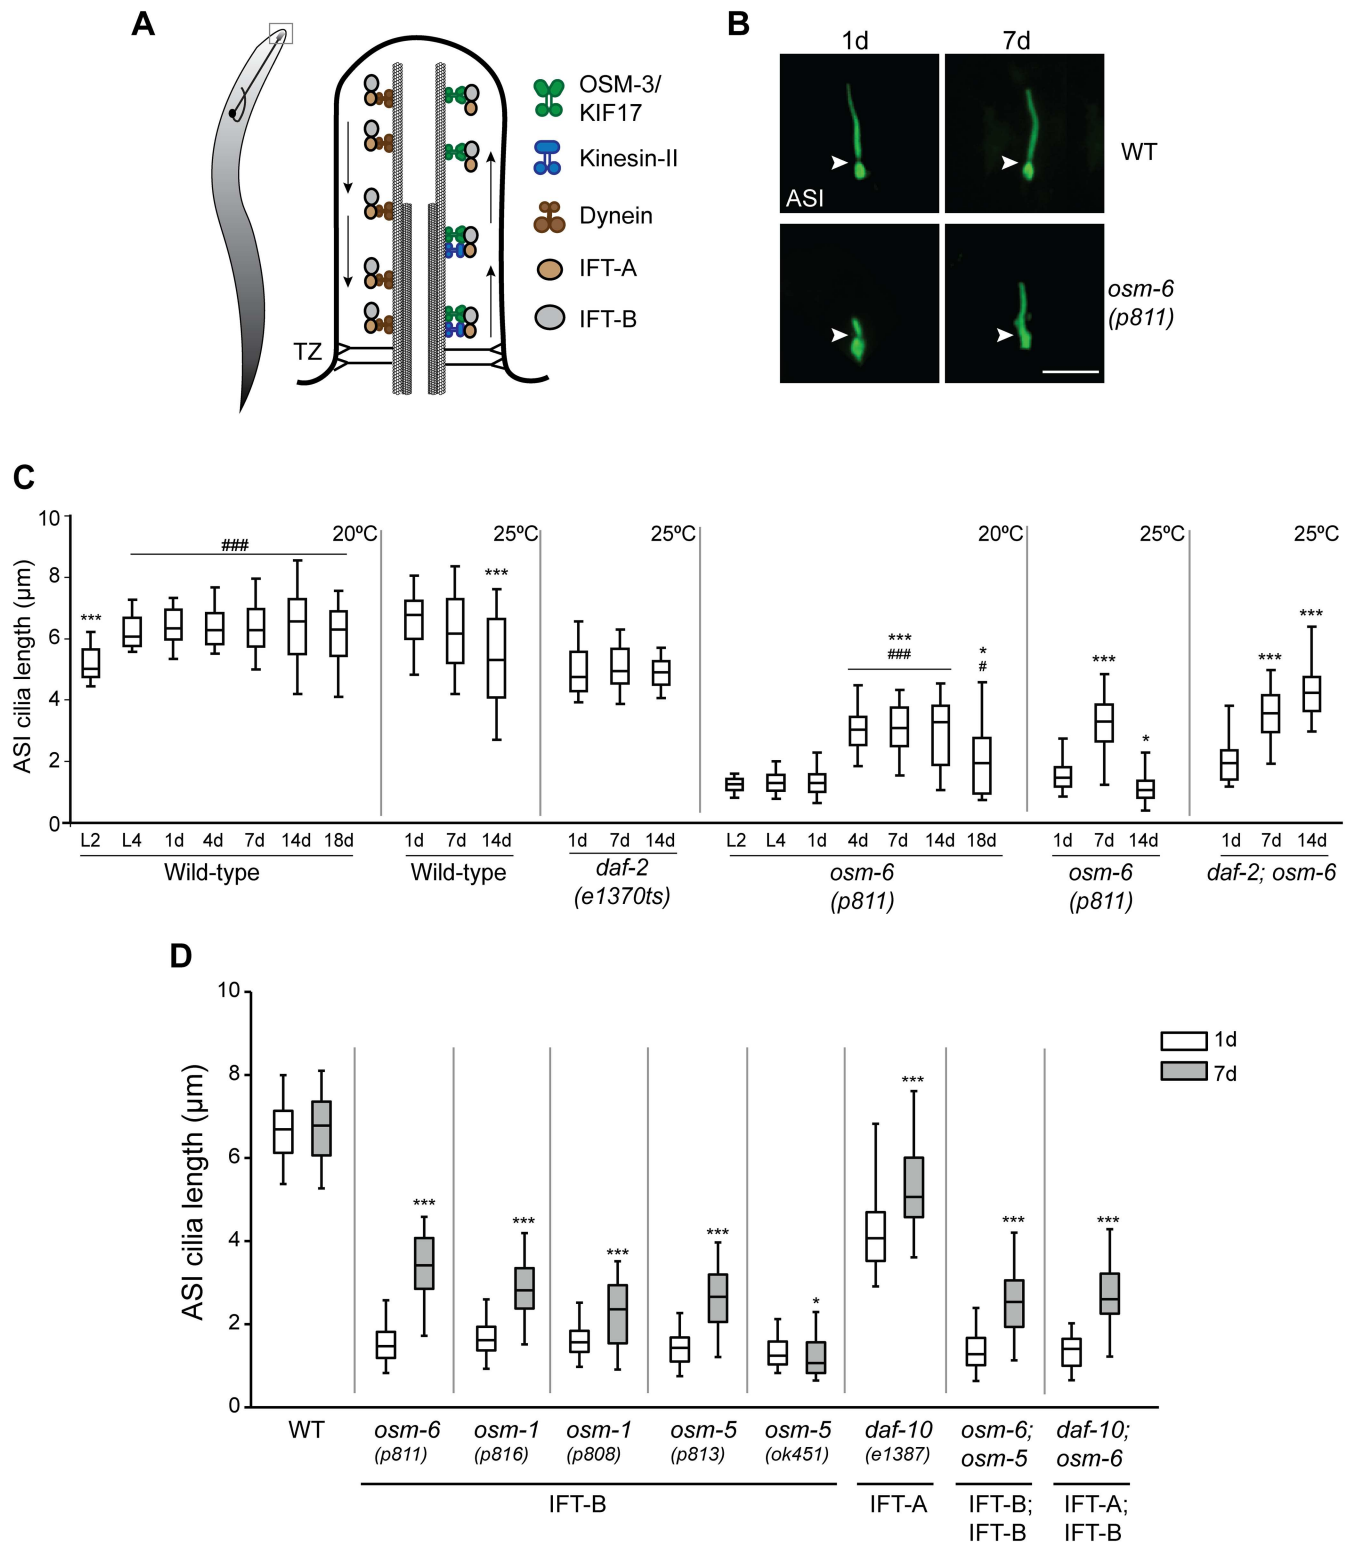 A
TZ
OSM-3/
KIF17
Kinesin-II
Dynein
IFT-A
IFT-B
B
1d 7d
ASI
WT
osm-6
(p811)
C
ASI cilia length (µm)
10
8
6
4
2
0
20ºC 25ºC 25ºC 20ºC 25ºC 25ºC
*** ### *** *** ### * # *** * *** ***
L2 L4 1d 4d 7d 14d 18d 1d 7d 14d 1d 7d 14d L2 L4 1d 4d 7d 14d 18d 1d 7d 14d 1d 7d 14d
Wild-type Wild-type daf-2 osm-6 osm-6 daf-2; osm-6
(e1370ts) (p811) (p811)
D
ASI cilia length (µm)
10
8
6
4
2
0
*** *** *** *** * *** *** ***
1d
7d
WT osm-6 osm-1 osm-1 osm-5 osm-5 daf-10 osm-6; daf-10;
(p811) (p816) (p808) (p813) (ok451) (e1387) osm-5 osm-6
IFT-B IFT-A IFT-B; IFT-A;
IFT-B IFT-B